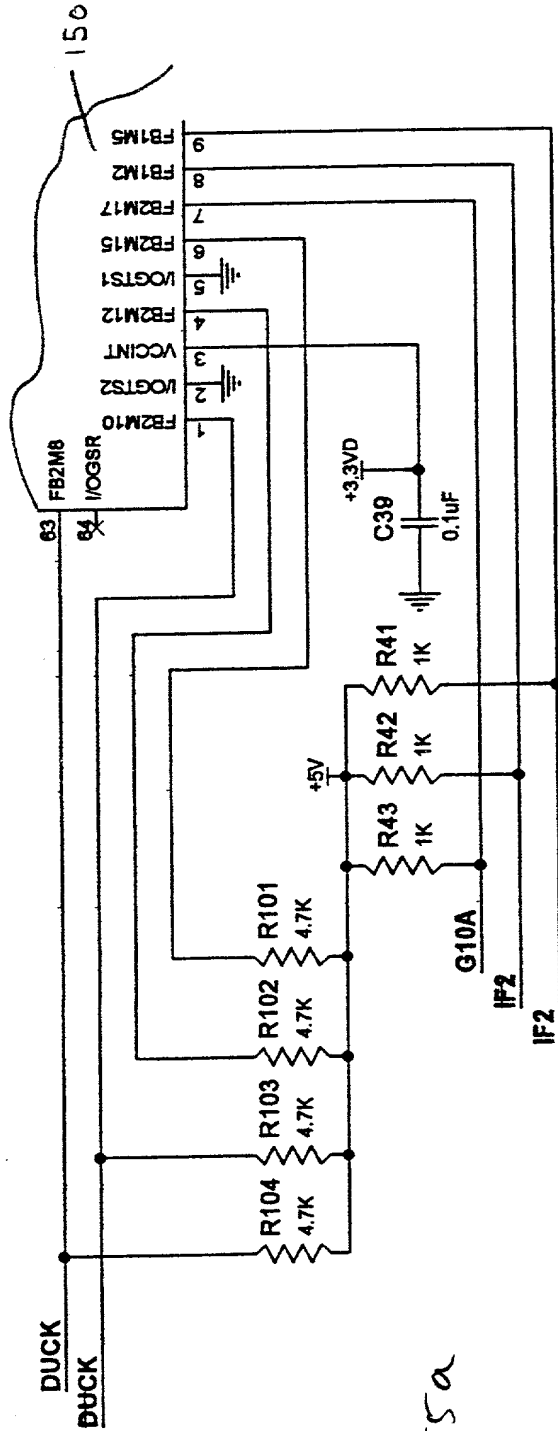 150
63 FB2M8
64 I/OGSR
FB2M10 1
I/OGTS2 2
VCCINT 3
FB2M12 4
I/OGTS1 5
FB2M15 6
FB2M17 7
FB1M2 8
FB1M5 9
+3.3VD
C39
0.1uF
+5V
R41
1K
R42
1K
R43
1K
R101
4.7K
R102
4.7K
R103
4.7K
R104
4.7K
G10A
IF2
IF2
DUCK
DUCK
5a